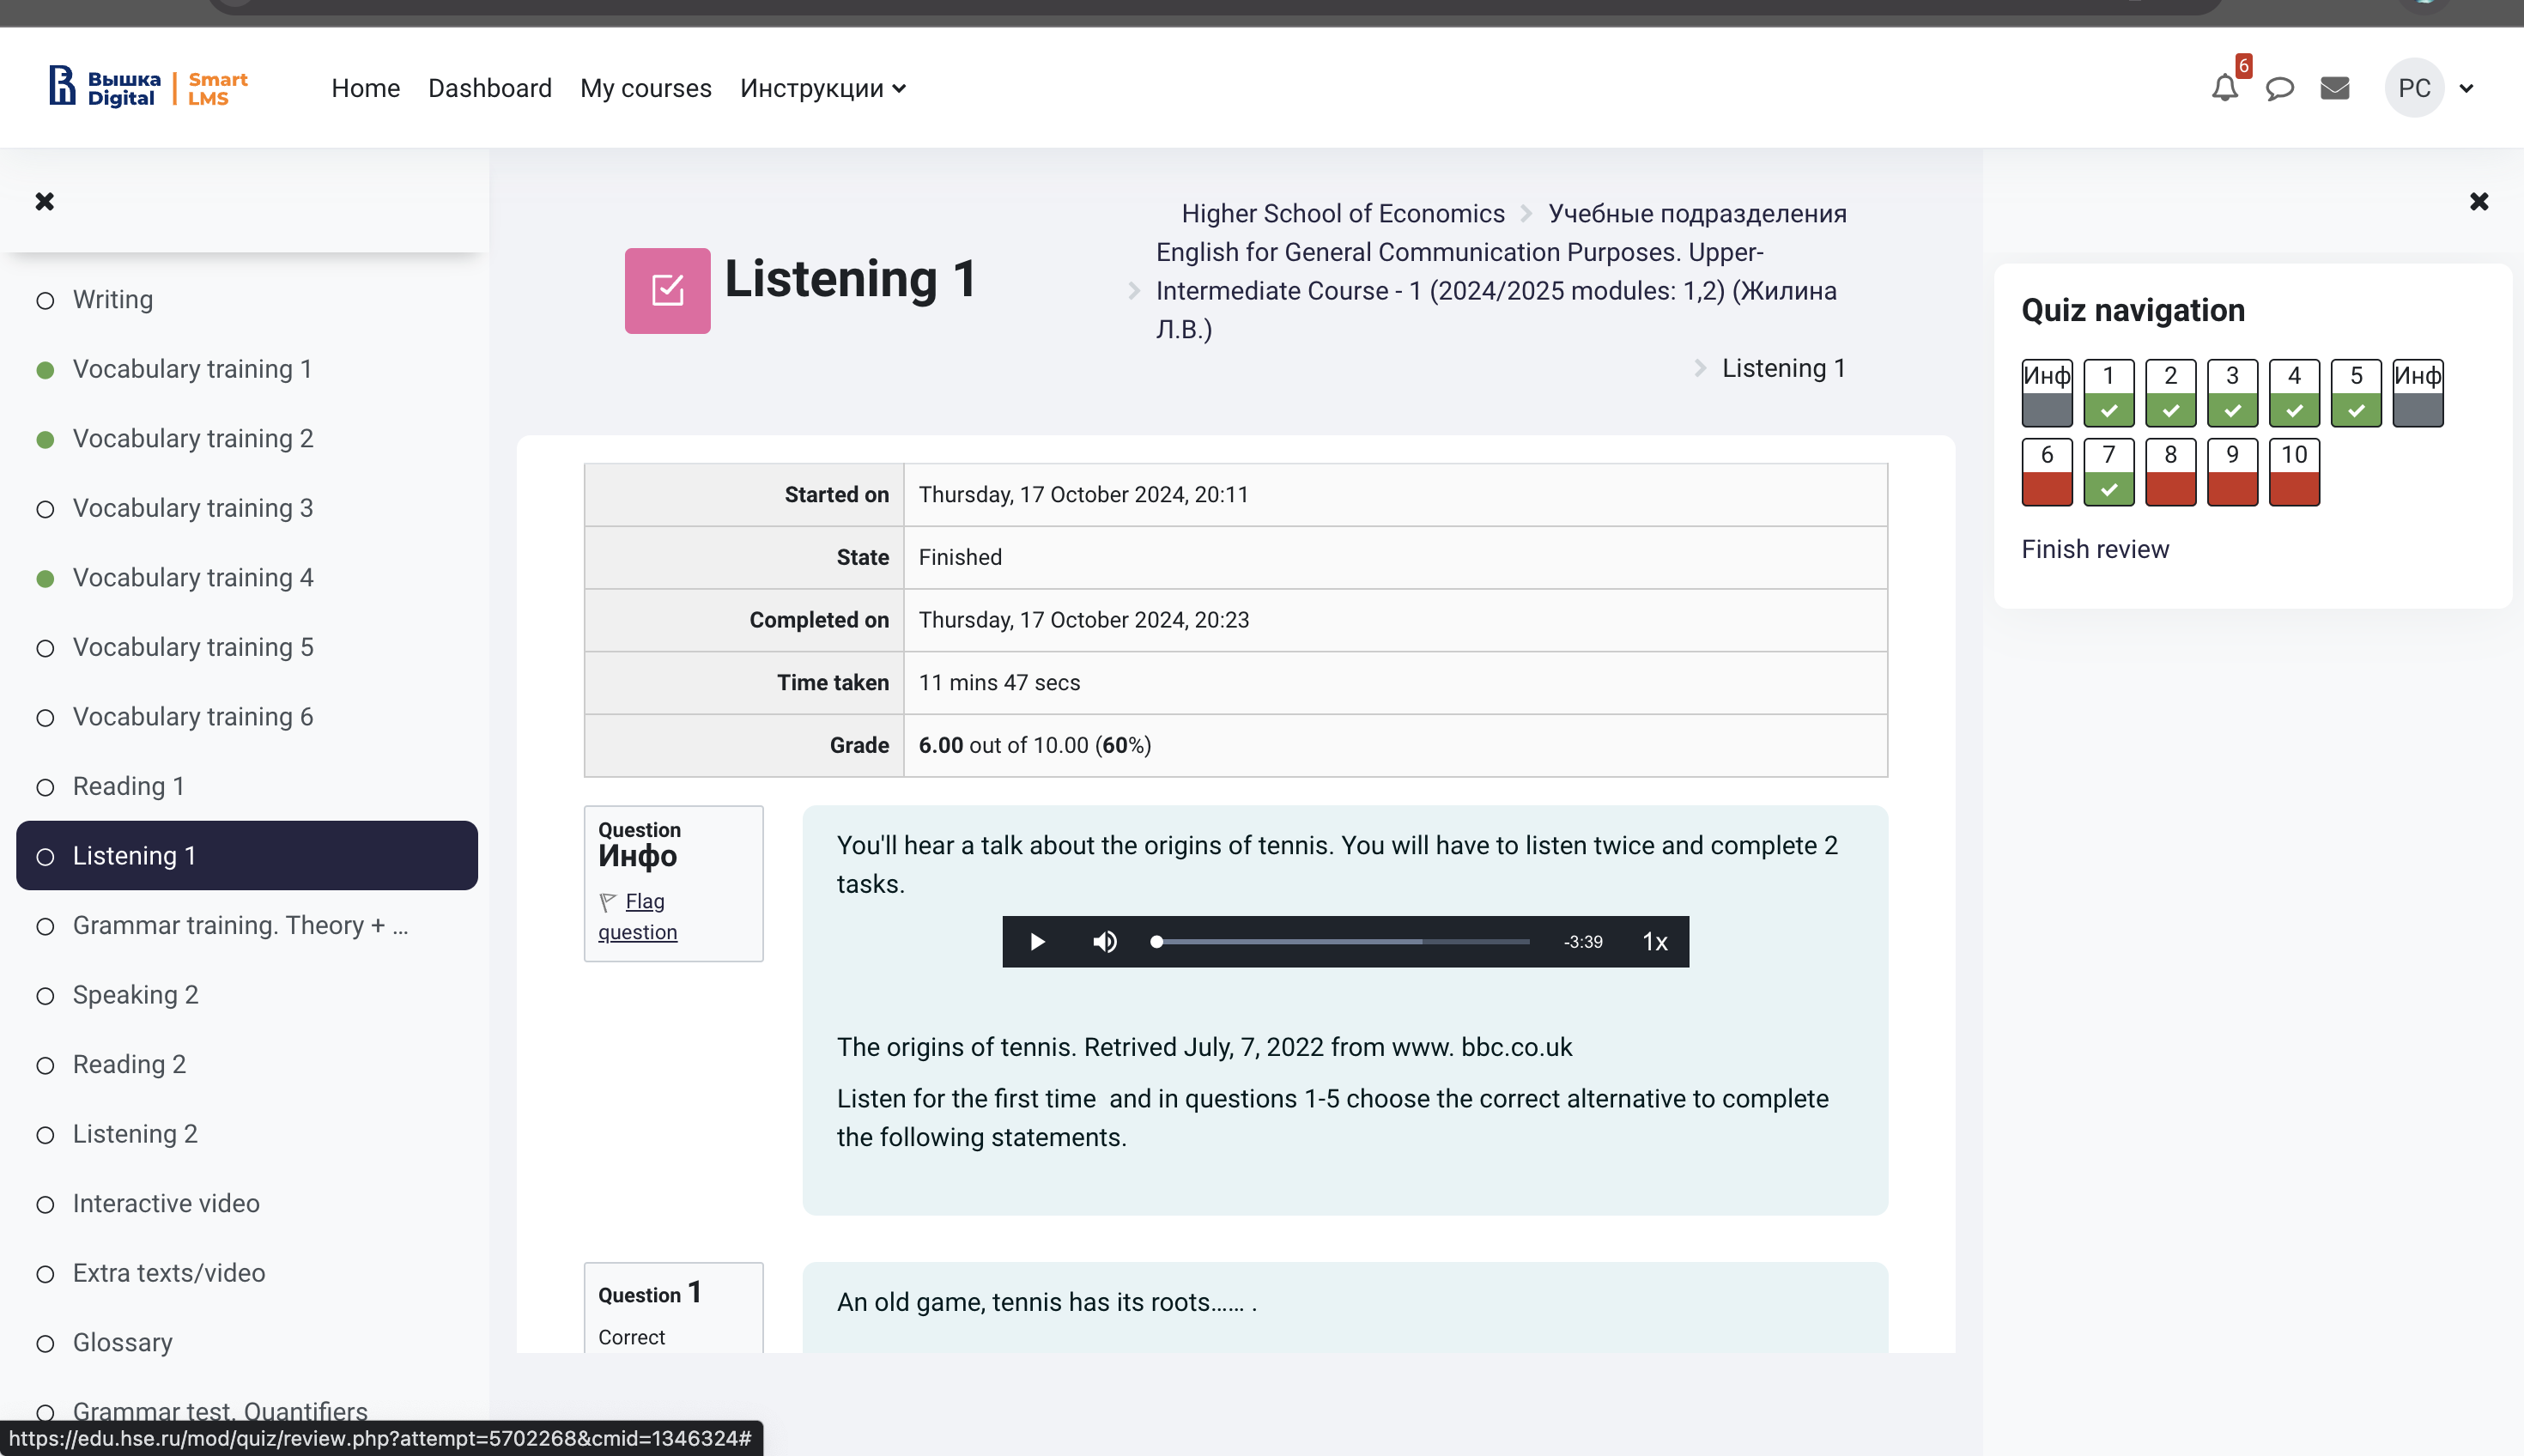 Вышка Digital | Smart LMS
Home
Dashboard
My courses
Инструкции
6
PC
Writing
Vocabulary training 1
Vocabulary training 2
Vocabulary training 3
Vocabulary training 4
Vocabulary training 5
Vocabulary training 6
Reading 1
Listening 1
Grammar training. Theory + ...
Speaking 2
Reading 2
Listening 2
Interactive video
Extra texts/video
Glossary
Grammar test. Quantifiers
https://edu.hse.ru/mod/quiz/review.php?attempt=5702268&cmid=1346324#
Listening 1
Higher School of Economics
Учебные подразделения
English for General Communication Purposes. Upper-
Intermediate Course - 1 (2024/2025 modules: 1,2) (Жилина
Л.В.)
Listening 1
Started on Thursday, 17 October 2024, 20:11
State Finished
Completed on Thursday, 17 October 2024, 20:23
Time taken 11 mins 47 secs
Grade 6.00 out of 10.00 (60%)
Question
Инфо
Flag
question
You'll hear a talk about the origins of tennis. You will have to listen twice and complete 2
tasks.
-3:39
1x
The origins of tennis. Retrived July, 7, 2022 from www. bbc.co.uk
Listen for the first time and in questions 1-5 choose the correct alternative to complete
the following statements.
Question 1
Correct
An old game, tennis has its roots...... .
Quiz navigation
Инф 1 2 3 4 5 Инф
6 7 8 9 10
Finish review